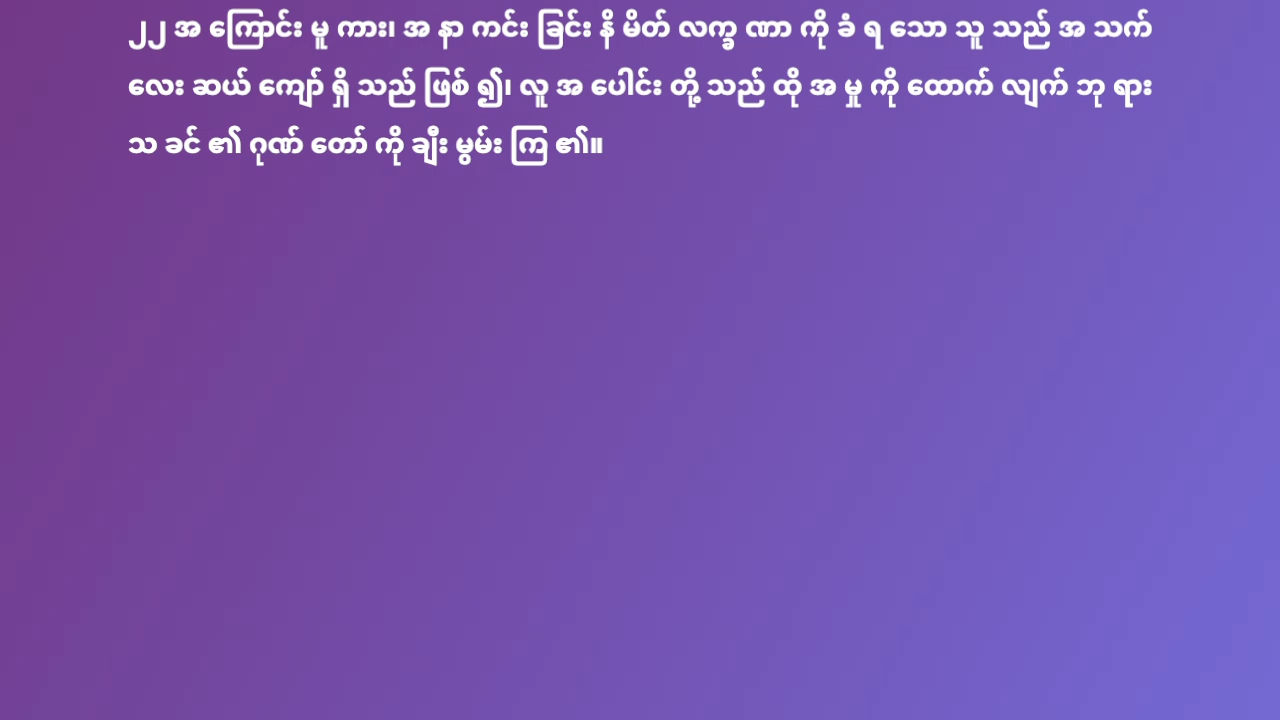 ၂၂ အ ကြောင်း မူ ကား၊ အ နာ ကင်း ခြင်း နိ မိတ် လက္ခ ဏာ ကို ခံ ရ သော သူ သည် အ သက်
လေး ဆယ် ကျော် ရှိ သည် ဖြစ် ၍၊ လူ အ ပေါင်း တို့ သည် ထို အ မှု ကို ထောက် လျက် ဘု ရား
သ ခင် ၏ ဂုဏ် တော် ကို ချီး မွမ်း ကြ ၏။